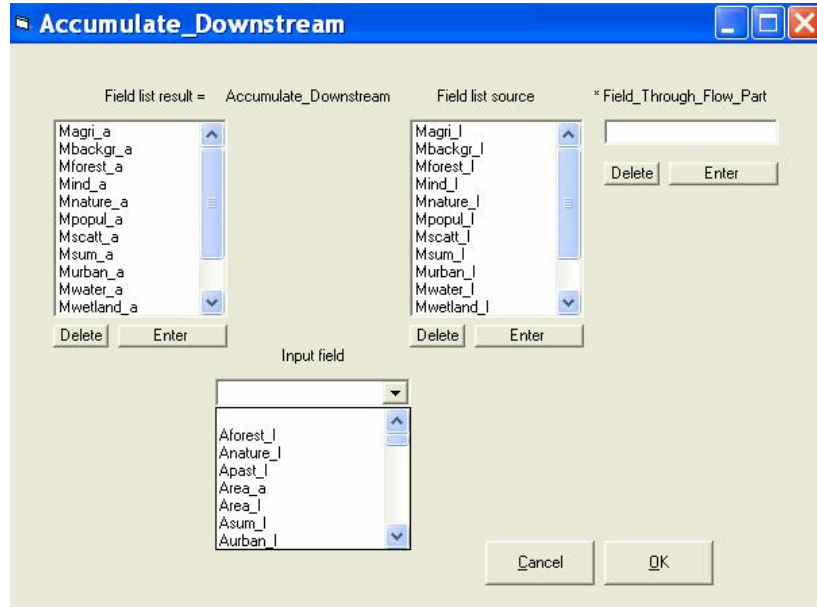 Accumulate_Downstream
Field list result = Accumulate_Downstream Field list source * Field_Through_Flow_Part
Magri_a
Mbackgr_a
Mforest_a
Mind_a
Mnature_a
Mpopul_a
Mscatt_a
Msum_a
Murban_a
Mwater_a
Mwetland_a
Delete Enter
Magri_l
Mbackgr_l
Mforest_l
Mind_l
Mnature_l
Mpopul_l
Mscatt_l
Msum_l
Murban_l
Mwater_l
Mwetland_l
Delete Enter
Delete Enter
Input field
Aforest_l
Anature_l
Apast_l
Area_a
Area_l
Asum_l
Aurban_l
Cancel OK